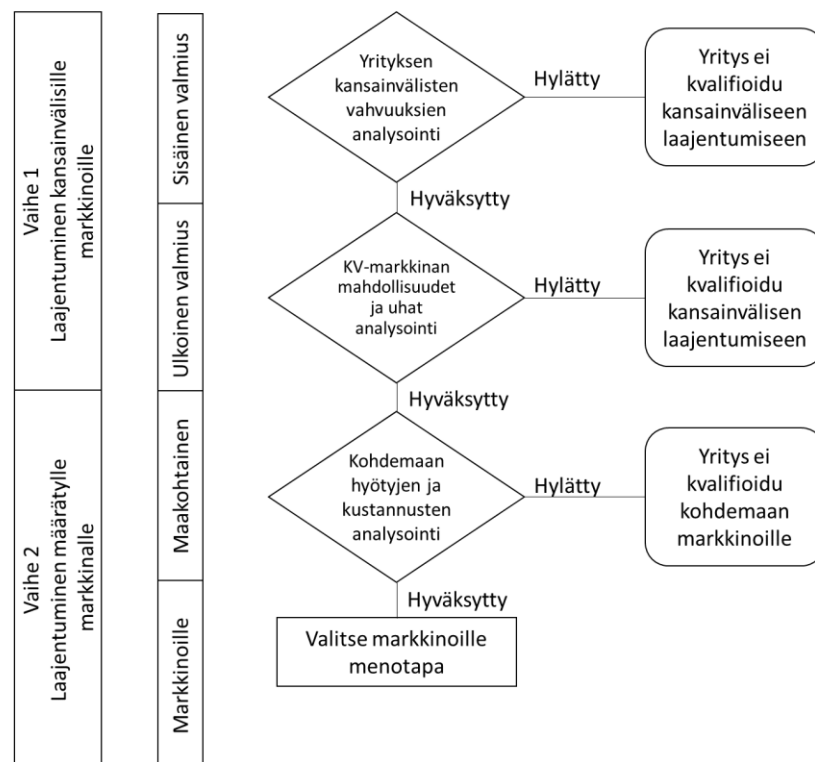 Vaihe 1
Laajentuminen kansainvälisille
markkinoille
Sisäinen valmius
Yrityksen
kansainvälisten
vahvuuksien
analysointi
Hylätty
Yritys ei
kvalifioidu
kansainväliseen
laajentumiseen
Hyväksytty
Ulkoinen valmius
KV-markkinan
mahdollisuudet
ja uhat
analysointi
Hylätty
Yritys ei
kvalifioidu
kansainvälisen
laajentumiseen
Hyväksytty
Vaihe 2
Laajentuminen määrätylle
markkinalle
Maakohtainen
Kohdemaan
hyötyjen ja
kustannusten
analysointi
Hylätty
Yritys ei
kvalifioidu
kohdemaan
markkinoille
Hyväksytty
Markkinoille
Valitse markkinoille
menotapa